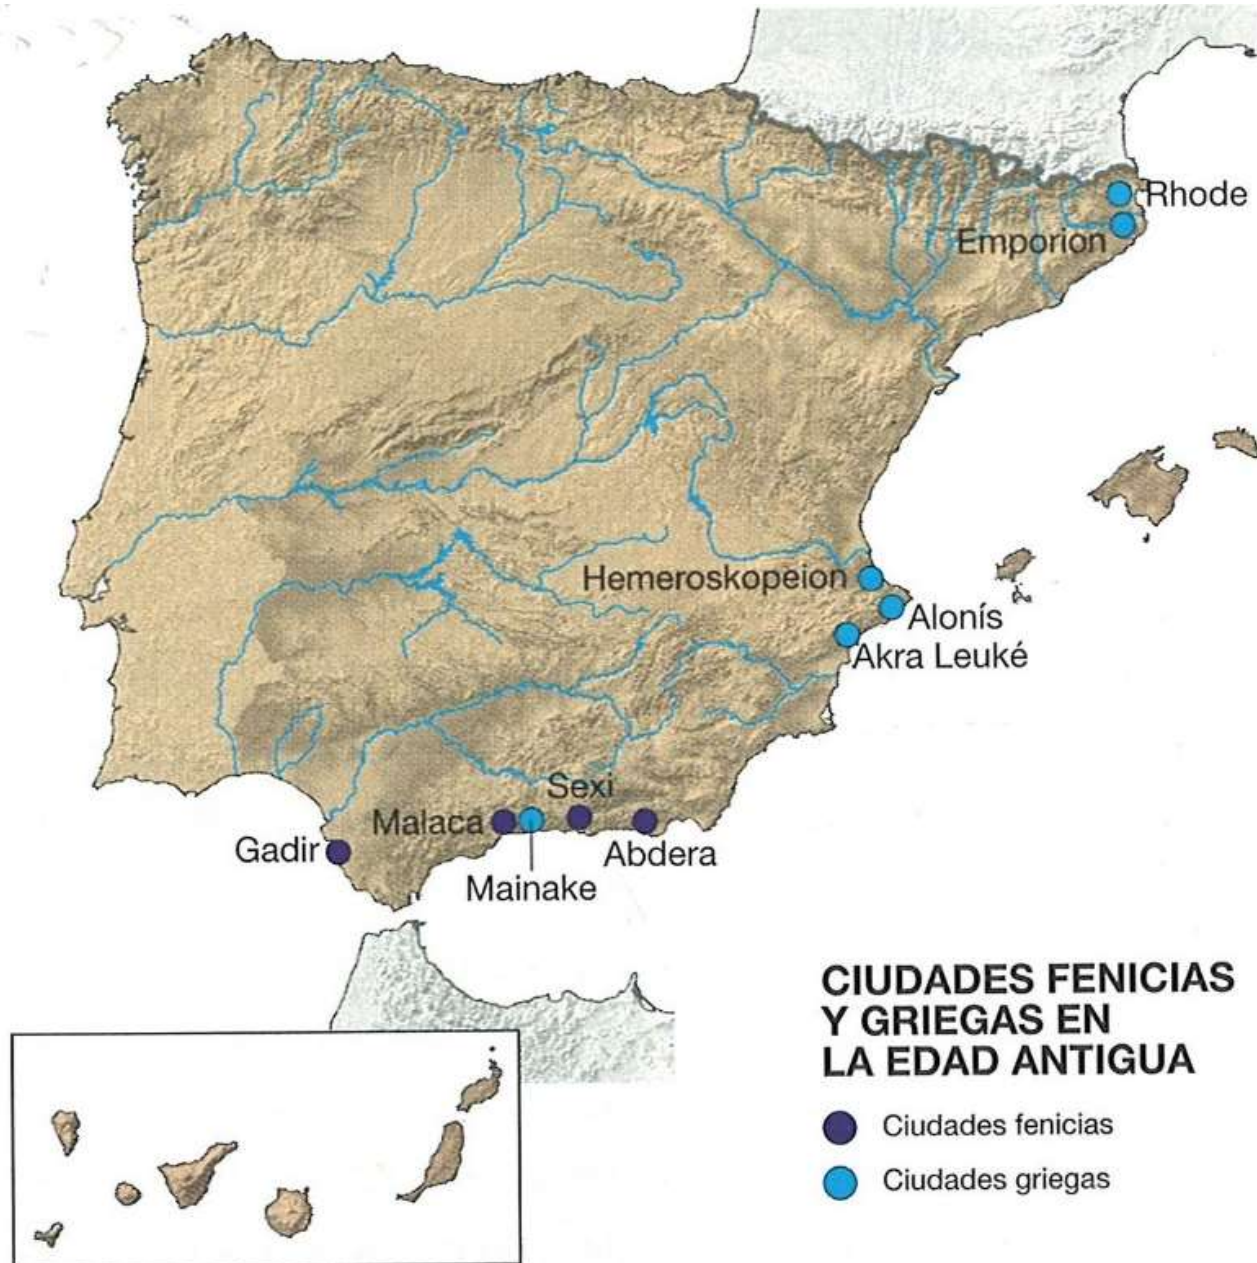 Rhode
Emporion
Hemeroskopeion
Alonís
Akra Leuké
Sexi
Malaca
Gadir
Abdera
Mainake
CIUDADES FENICIAS
Y GRIEGAS EN
LA EDAD ANTIGUA
Ciudades fenicias
Ciudades griegas